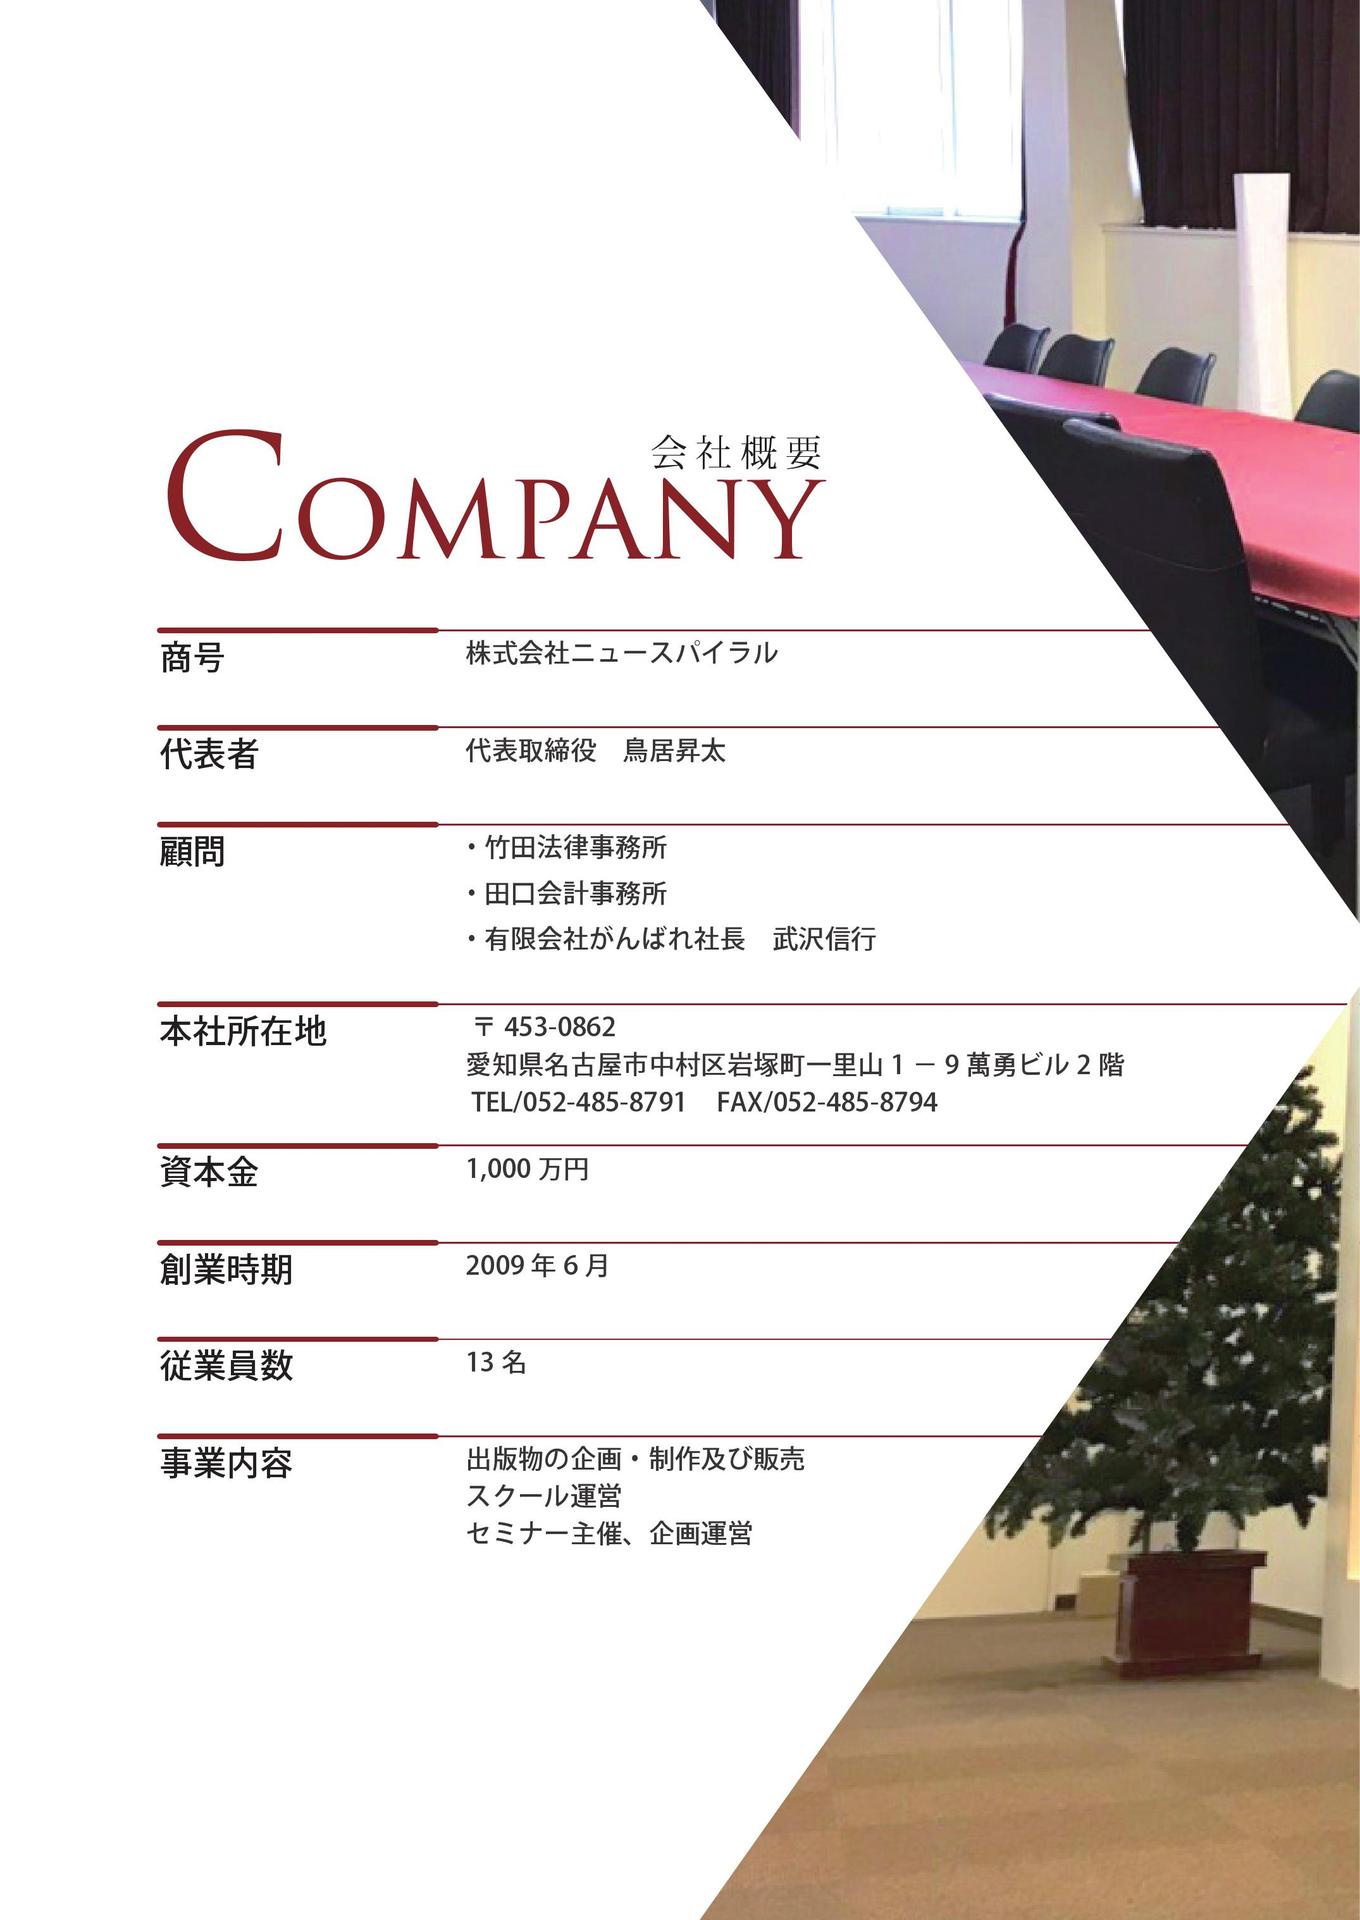 会社概要
COMPANY
商号
株式会社ニュースパイラル
代表者
代表取締役　鳥居昇太
顧問
・竹田法律事務所
・田口会計事務所
・有限会社がんばれ社長　武沢信行
本社所在地
〒 453-0862
愛知県名古屋市中村区岩塚町一里山 1 － 9 萬勇ビル 2 階
TEL/052-485-8791　FAX/052-485-8794
資本金
1,000 万円
創業時期
2009 年 6 月
従業員数
13 名
事業内容
出版物の企画・制作及び販売
スクール運営
セミナー主催、企画運営